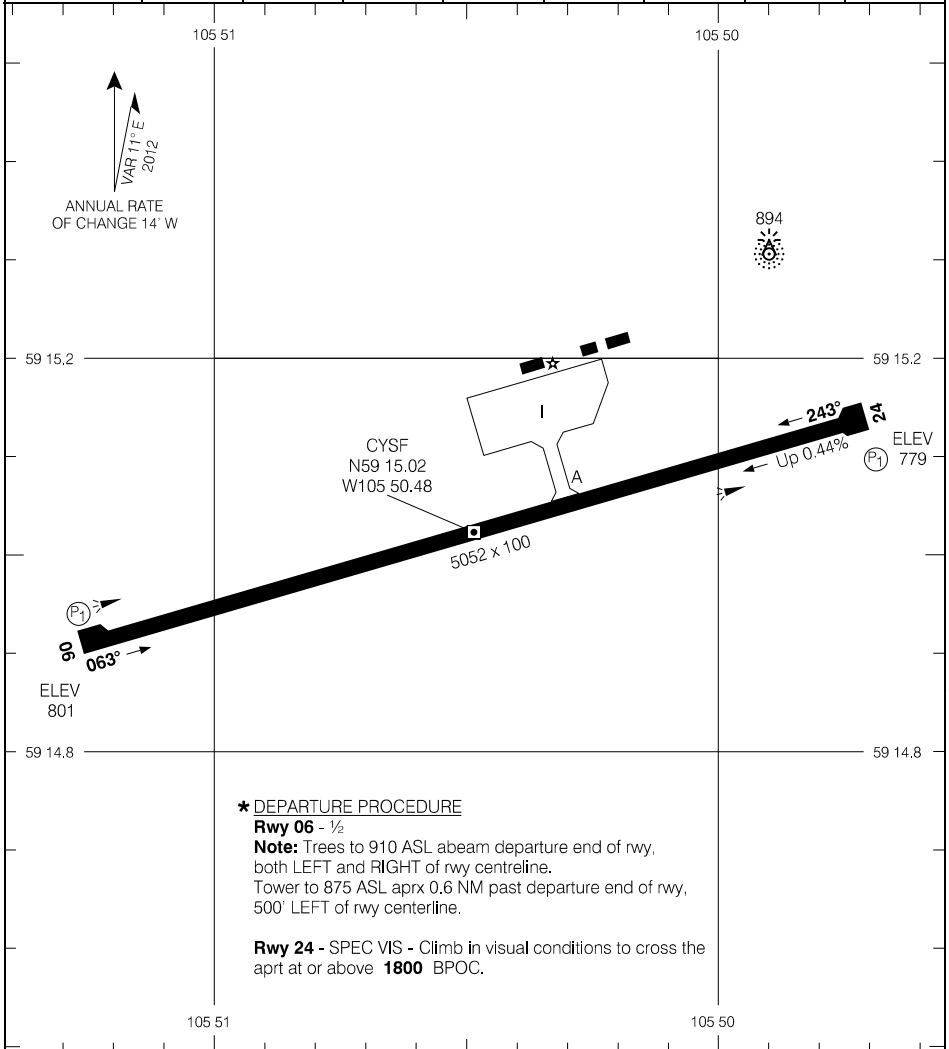 105 51
105 50
VAR 11° E
2012
ANNUAL RATE
OF CHANGE 14' W
894
59 15.2
59 15.2
I
243°
24
Up 0.44%
ELEV
P1 779
CYSF
N59 15.02
W105 50.48
A
5052 x 100
P1
06
063°
ELEV
801
59 14.8
59 14.8
* DEPARTURE PROCEDURE
Rwy 06 - ½
Note: Trees to 910 ASL abeam departure end of rwy,
both LEFT and RIGHT of rwy centreline.
Tower to 875 ASL aprx 0.6 NM past departure end of rwy,
500' LEFT of rwy centerline.
Rwy 24 - SPEC VIS - Climb in visual conditions to cross the
aprt at or above 1800 BPOC.
105 51
105 50